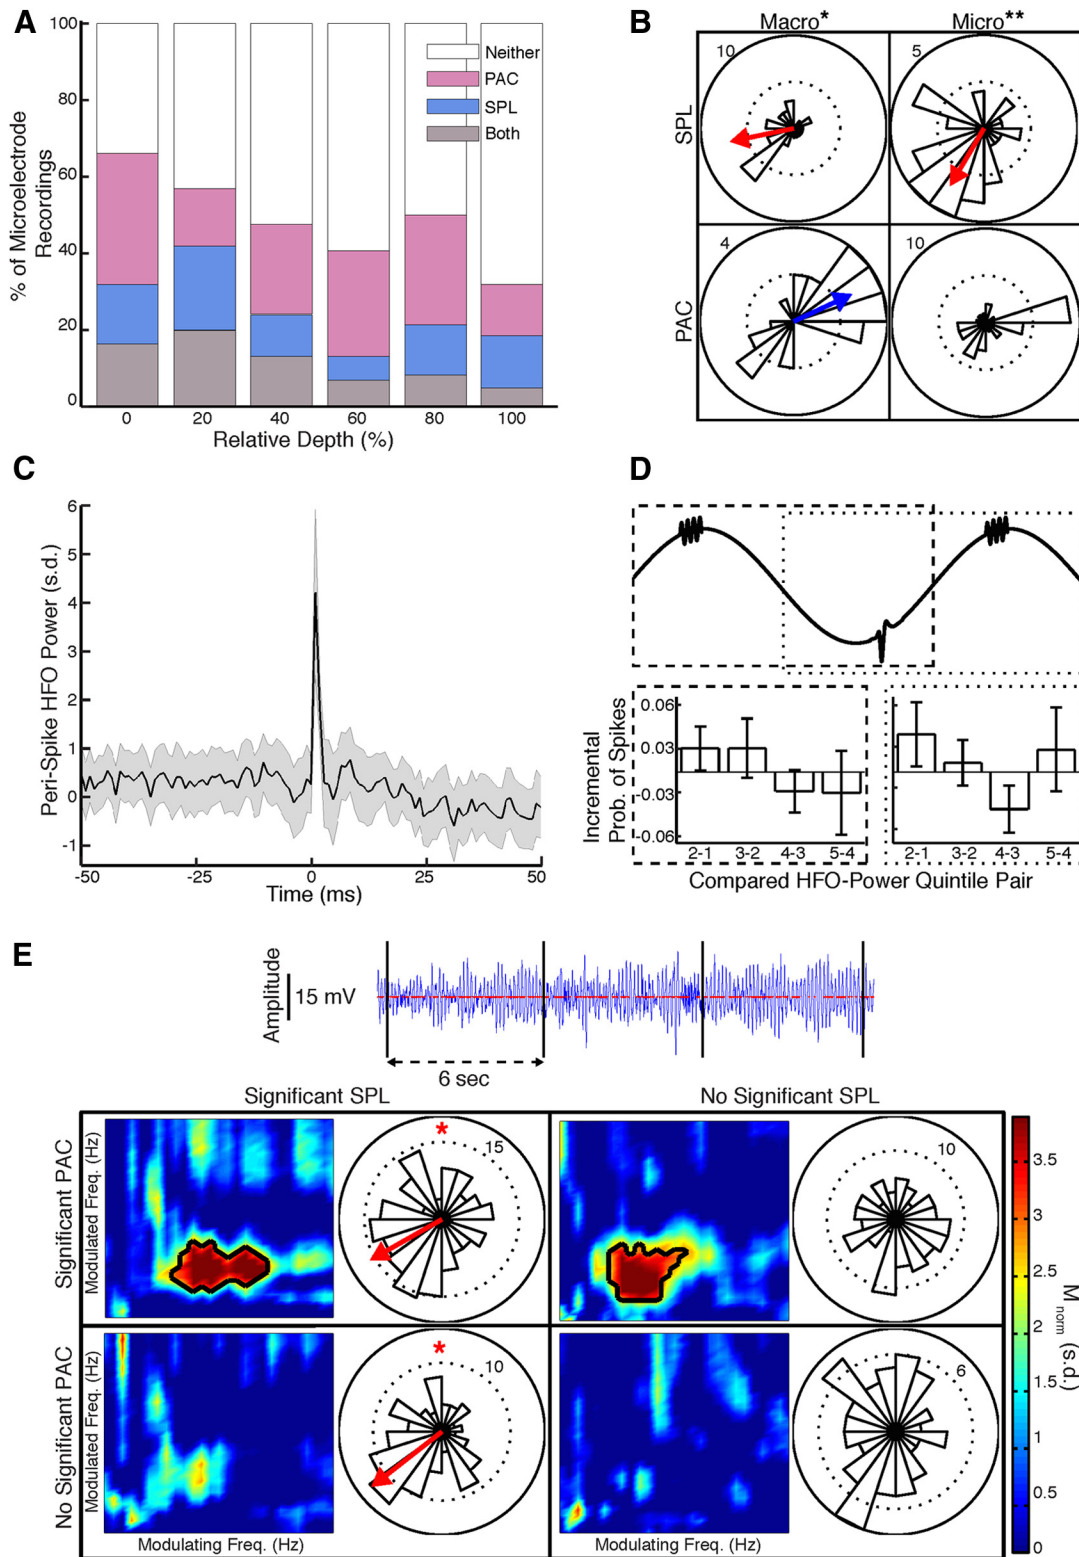 A
% of Microelectrode
Recordings
100
80
60
40
20
0
Neither
PAC
SPL
Both
0 20 40 60 80 100
Relative Depth (%)
B
Macro* Micro**
SPL
10
5
PAC
4
10
C
Peri-Spike HFO Power (s.d.)
6
5
4
3
2
1
0
-1
-50 -25 0 25 50
Time (ms)
D
Incremental
Prob. of Spikes
0.06
0.03
-0.03
-0.06
2-1 3-2 4-3 5-4
2-1 3-2 4-3 5-4
Compared HFO-Power Quintile Pair
E
Amplitude
15 mV
6 sec
Significant SPL
No Significant SPL
Significant PAC
Modulated Freq. (Hz)
*
15
10
No Significant PAC
Modulated Freq. (Hz)
*
10
6
Modulating Freq. (Hz)
Modulating Freq. (Hz)
3.5
3
2.5
2
1.5
1
0.5
0
M norm (s.d.)